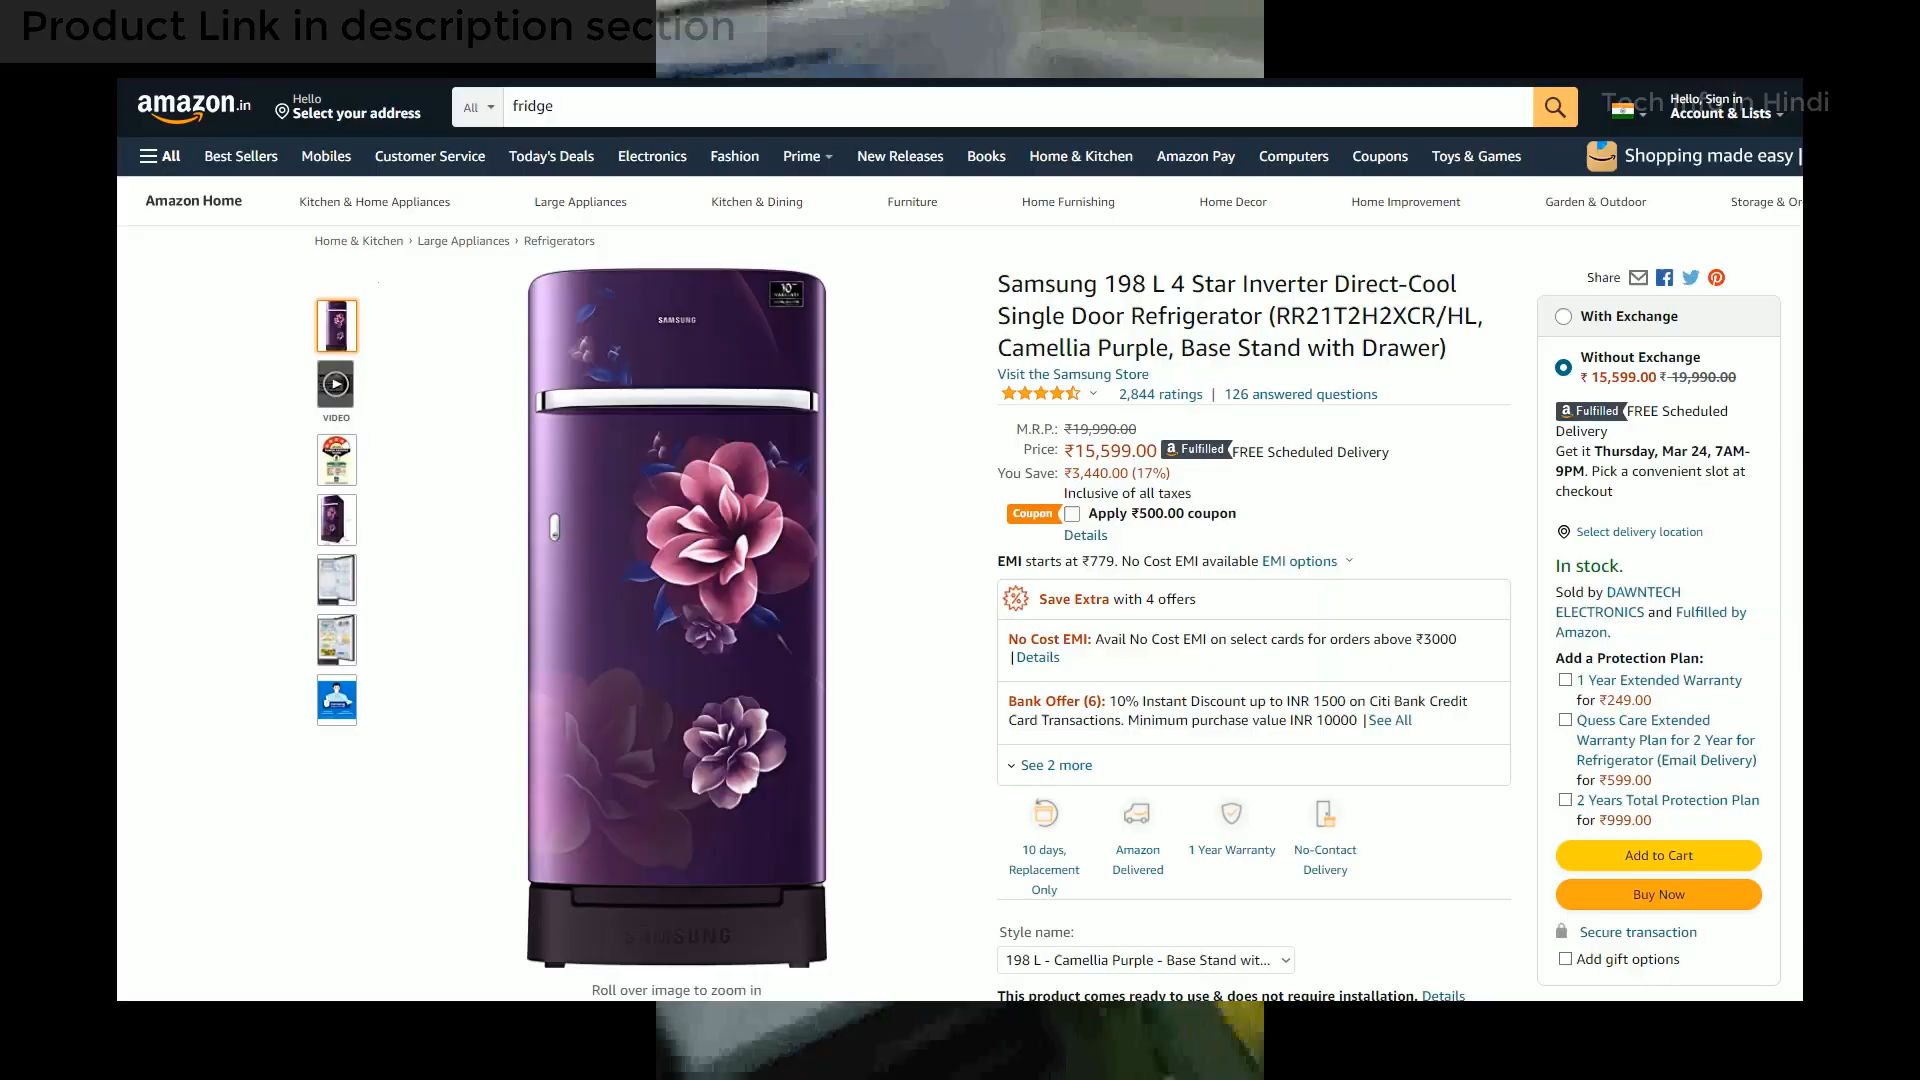 Product Link in description section
amazon.in
Hello
Select your address
All
fridge
Tech Info in Hindi
Hello, Sign in
Account & Lists
All
Best Sellers
Mobiles
Customer Service
Today's Deals
Electronics
Fashion
Prime
New Releases
Books
Home & Kitchen
Amazon Pay
Computers
Coupons
Toys & Games
Shopping made easy |
Amazon Home
Kitchen & Home Appliances
Large Appliances
Kitchen & Dining
Furniture
Home Furnishing
Home Decor
Home Improvement
Garden & Outdoor
Storage & Or
Home & Kitchen › Large Appliances › Refrigerators
VIDEO
SAMSUNG
SAMSUNG
Roll over image to zoom in
Samsung 198 L 4 Star Inverter Direct-Cool
Single Door Refrigerator (RR21T2H2XCR/HL,
Camellia Purple, Base Stand with Drawer)
Visit the Samsung Store
2,844 ratings | 126 answered questions
M.R.P.: ₹19,990.00
Price: ₹15,599.00 a Fulfilled FREE Scheduled Delivery
You Save: ₹3,440.00 (17%)
Inclusive of all taxes
Coupon Apply ₹500.00 coupon
Details
EMI starts at ₹779. No Cost EMI available EMI options
Save Extra with 4 offers
No Cost EMI: Avail No Cost EMI on select cards for orders above ₹3000
|Details
Bank Offer (6): 10% Instant Discount up to INR 1500 on Citi Bank Credit
Card Transactions. Minimum purchase value INR 10000 |See All
See 2 more
10 days,
Replacement
Only
Amazon
Delivered
1 Year Warranty
No-Contact
Delivery
Style name:
198 L - Camellia Purple - Base Stand wit...
This product comes ready to use & does not require installation. Details
Share
With Exchange
Without Exchange
₹ 15,599.00 ₹ 19,990.00
a Fulfilled FREE Scheduled
Delivery
Get it Thursday, Mar 24, 7AM-
9PM. Pick a convenient slot at
checkout
Select delivery location
In stock.
Sold by DAWNTECH
ELECTRONICS and Fulfilled by
Amazon.
Add a Protection Plan:
1 Year Extended Warranty
for ₹249.00
Quess Care Extended
Warranty Plan for 2 Year for
Refrigerator (Email Delivery)
for ₹599.00
2 Years Total Protection Plan
for ₹999.00
Add to Cart
Buy Now
Secure transaction
Add gift options